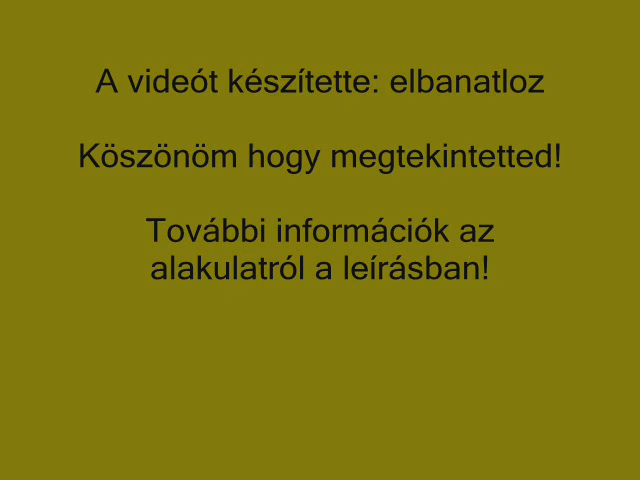 A videót készítette: elbanatloz
Köszönöm hogy megtekintetted!
További információk az
alakulatról a leírásban!